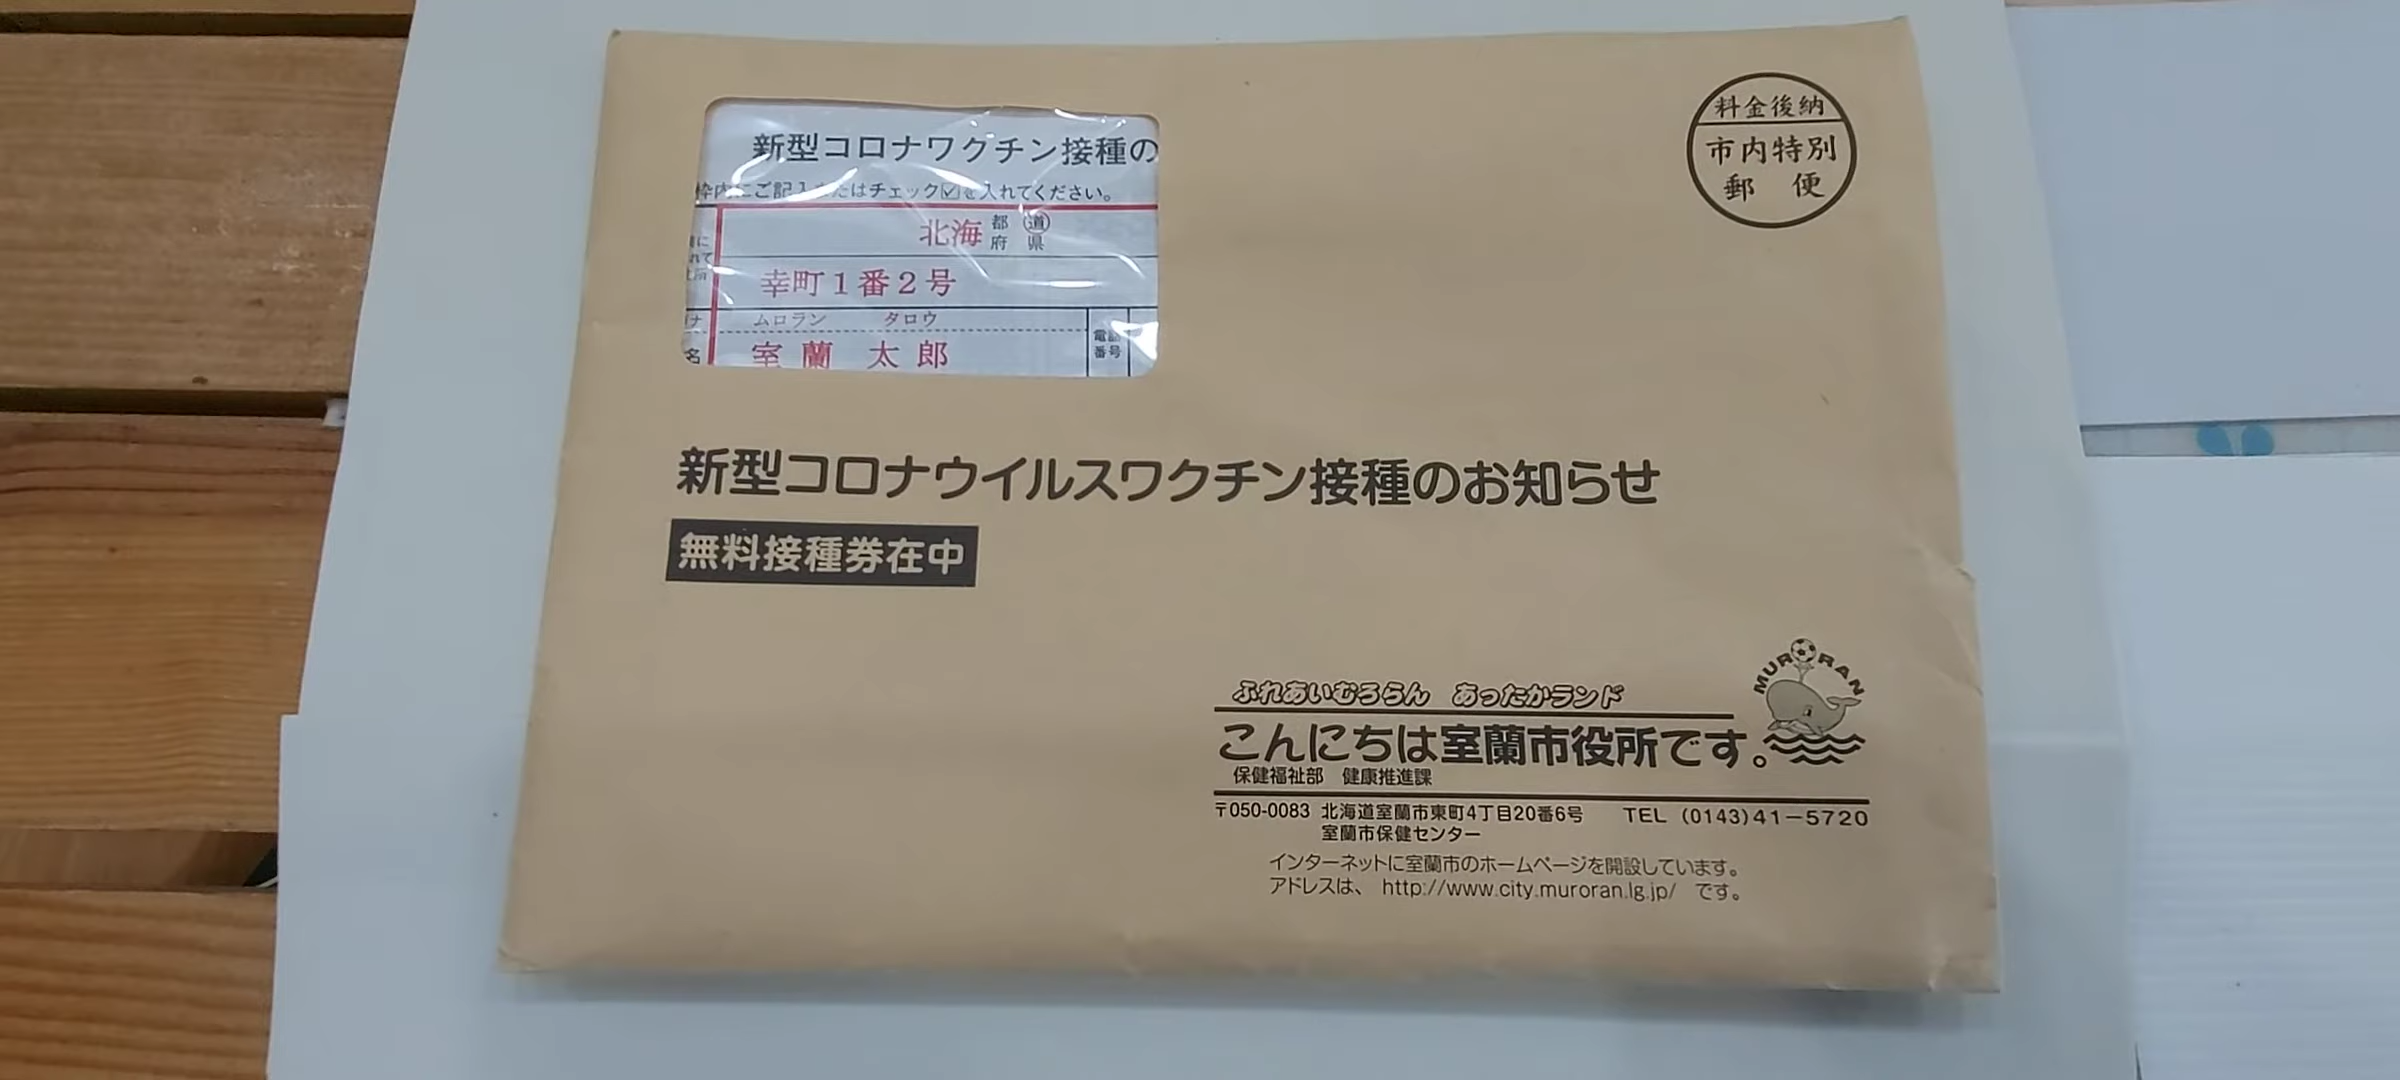 新型コロナワクチン接種の
枠内にご記入またはチェック☑を入れてください。
北海 都道府県
幸町1番2号
ムロラン タロウ
室蘭 太郎
電話番号
名
料金後納
市内特別
郵 便
新型コロナウイルスワクチン接種のお知らせ
無料接種券在中
MURORAN
ふれあいむろらん あったかランド
こんにちは室蘭市役所です。
保健福祉部 健康推進課
〒050-0083 北海道室蘭市東町4丁目20番6号 TEL (0143)41-5720
室蘭市保健センター
インターネットに室蘭市のホームページを開設しています。
アドレスは、 http://www.city.muroran.lg.jp/ です。